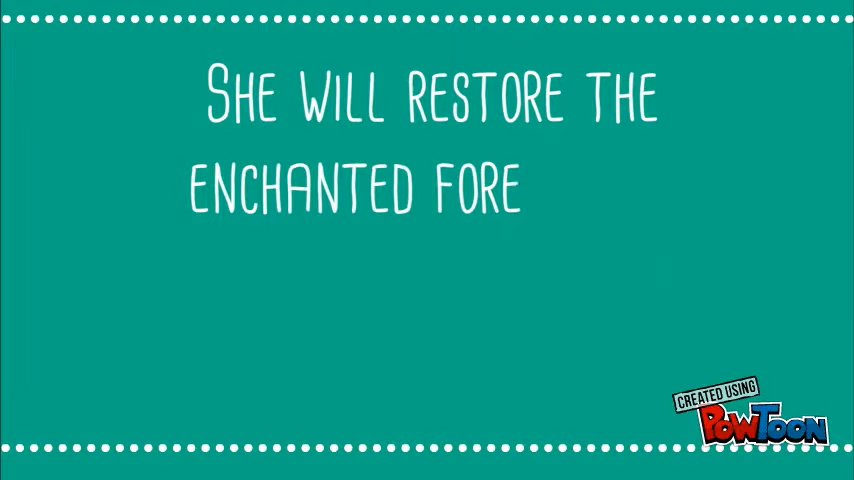 She will restore the
enchanted fore
CREATED USING
POWTOON